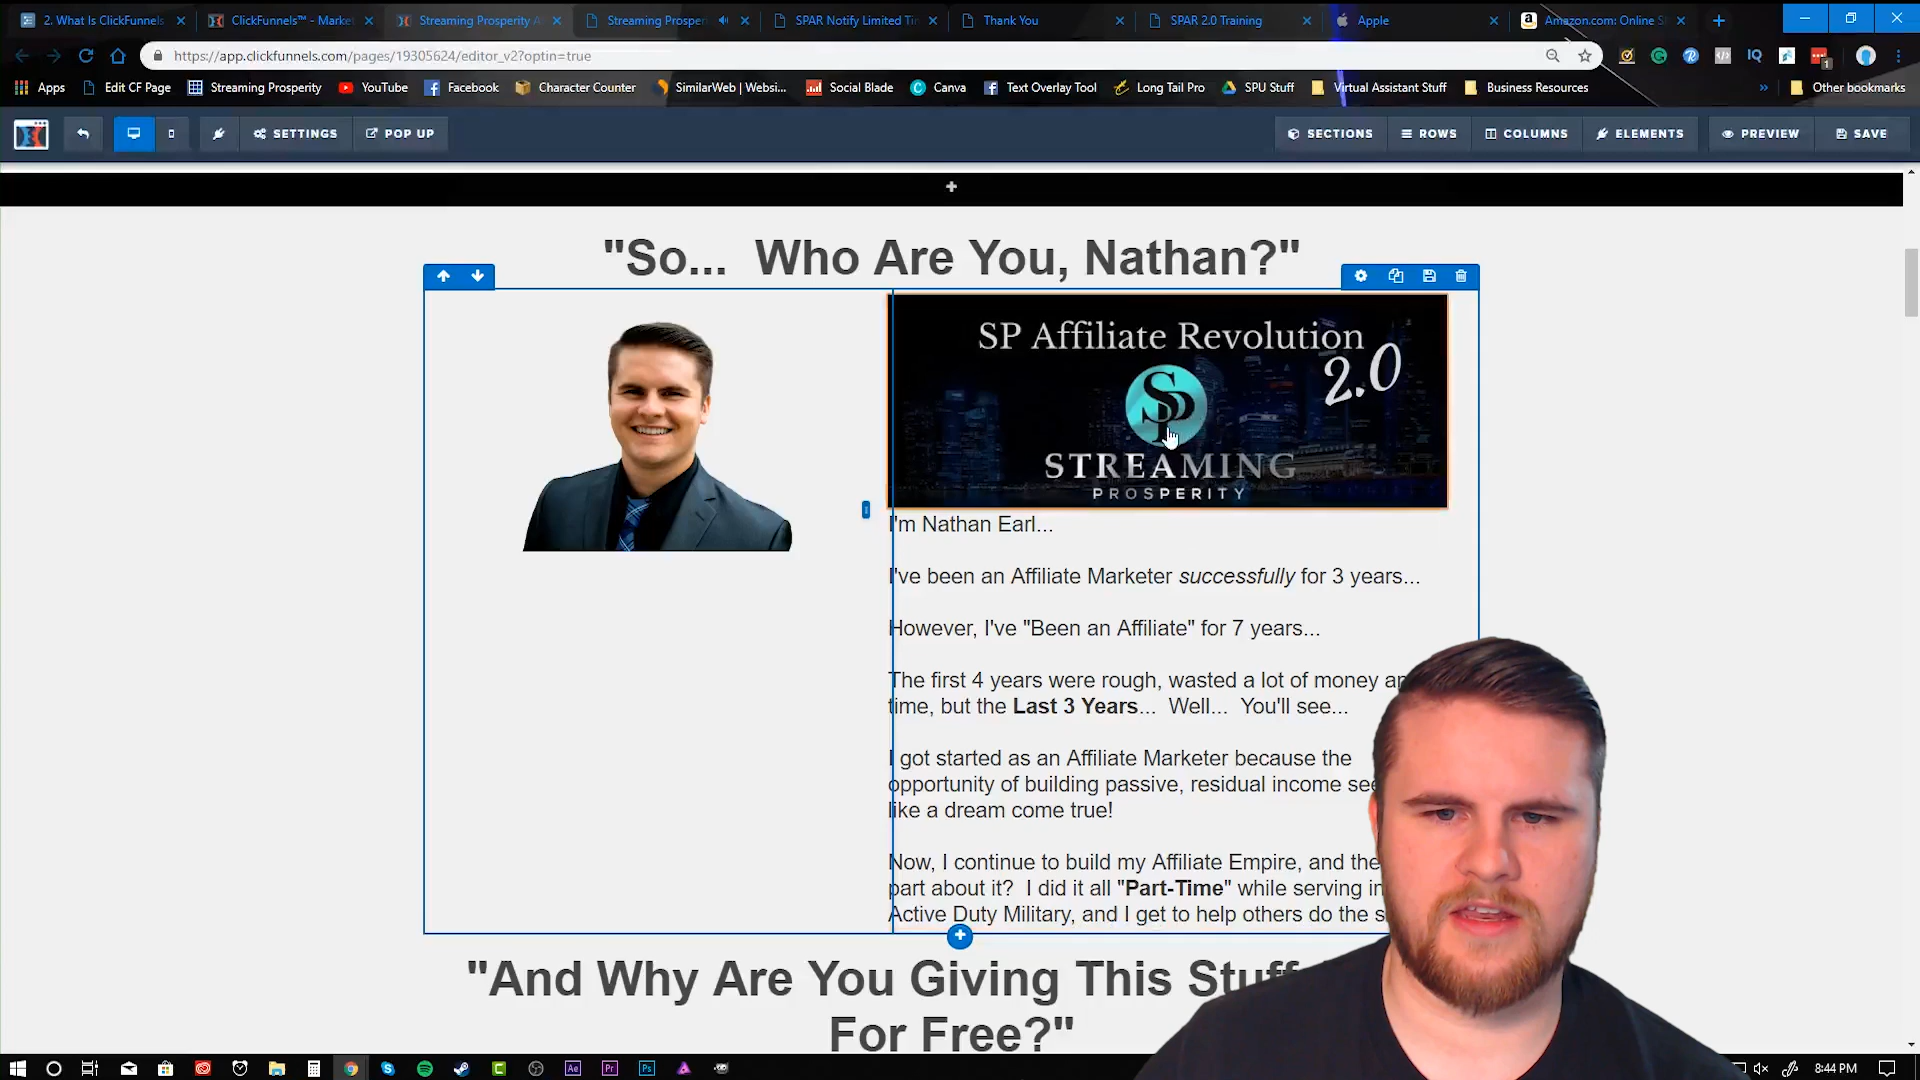 2. What Is ClickFunnels
ClickFunnels™ - Marke
Streaming Prosperity A
Streaming Prosper
SPAR Notify Limited Ti
Thank You
SPAR 2.0 Training
Apple
Amazon.com: Online S
https://app.clickfunnels.com/pages/19305624/editor_v2?optin=true
Apps
Edit CF Page
Streaming Prosperity
YouTube
Facebook
Character Counter
SimilarWeb | Websi...
Social Blade
Canva
Text Overlay Tool
Long Tail Pro
SPU Stuff
Virtual Assistant Stuff
Business Resources
Other bookmarks
SETTINGS
POP UP
SECTIONS
ROWS
COLUMNS
ELEMENTS
PREVIEW
SAVE
"So... Who Are You, Nathan?"
SP Affiliate Revolution
2.0
SP
STREAMING
PROSPERITY
I'm Nathan Earl...
I've been an Affiliate Marketer successfully for 3 years...
However, I've "Been an Affiliate" for 7 years...
The first 4 years were rough, wasted a lot of money an
time, but the Last 3 Years... Well... You'll see...
I got started as an Affiliate Marketer because the
opportunity of building passive, residual income see
like a dream come true!
Now, I continue to build my Affiliate Empire, and the
part about it? I did it all "Part-Time" while serving in
Active Duty Military, and I get to help others do the s
"And Why Are You Giving This Stuff
For Free?"
8:44 PM